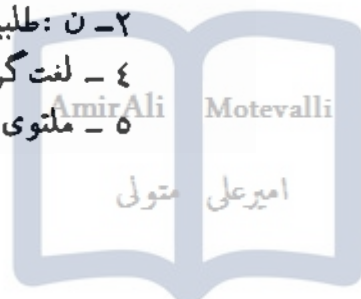 ۲ـ ن : طلبی
٤ ـ لغت گر
AmirAli Motevalli
٥ ـ ملتوی
امیرعلی متولی